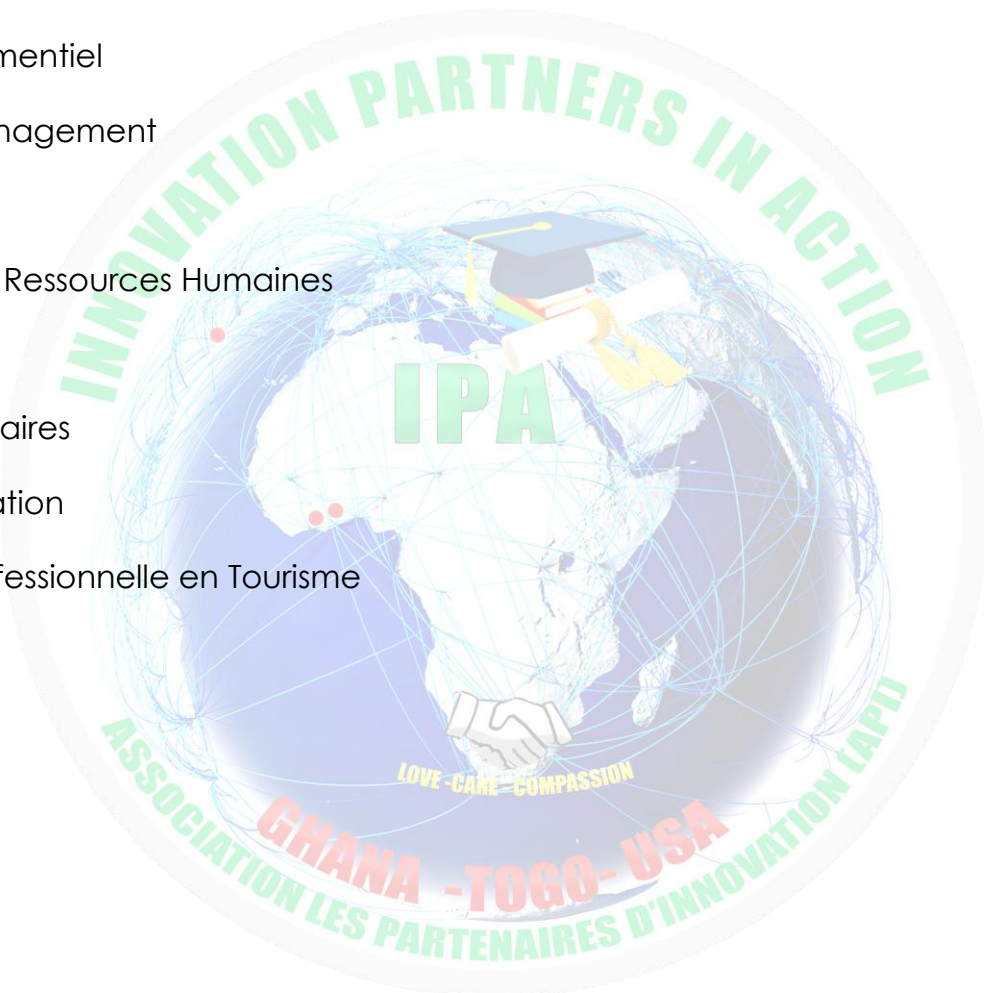 mentiel
nagement
Ressources Humaines
aires
ation
fessionnelle en Tourisme
INNOVATION PARTNERS IN ACTION
IPA
LOVE -CARE - COMPASSION
GHANA -TOGO- USA
ASSOCIATION LES PARTENAIRES D'INNOVATION (API)